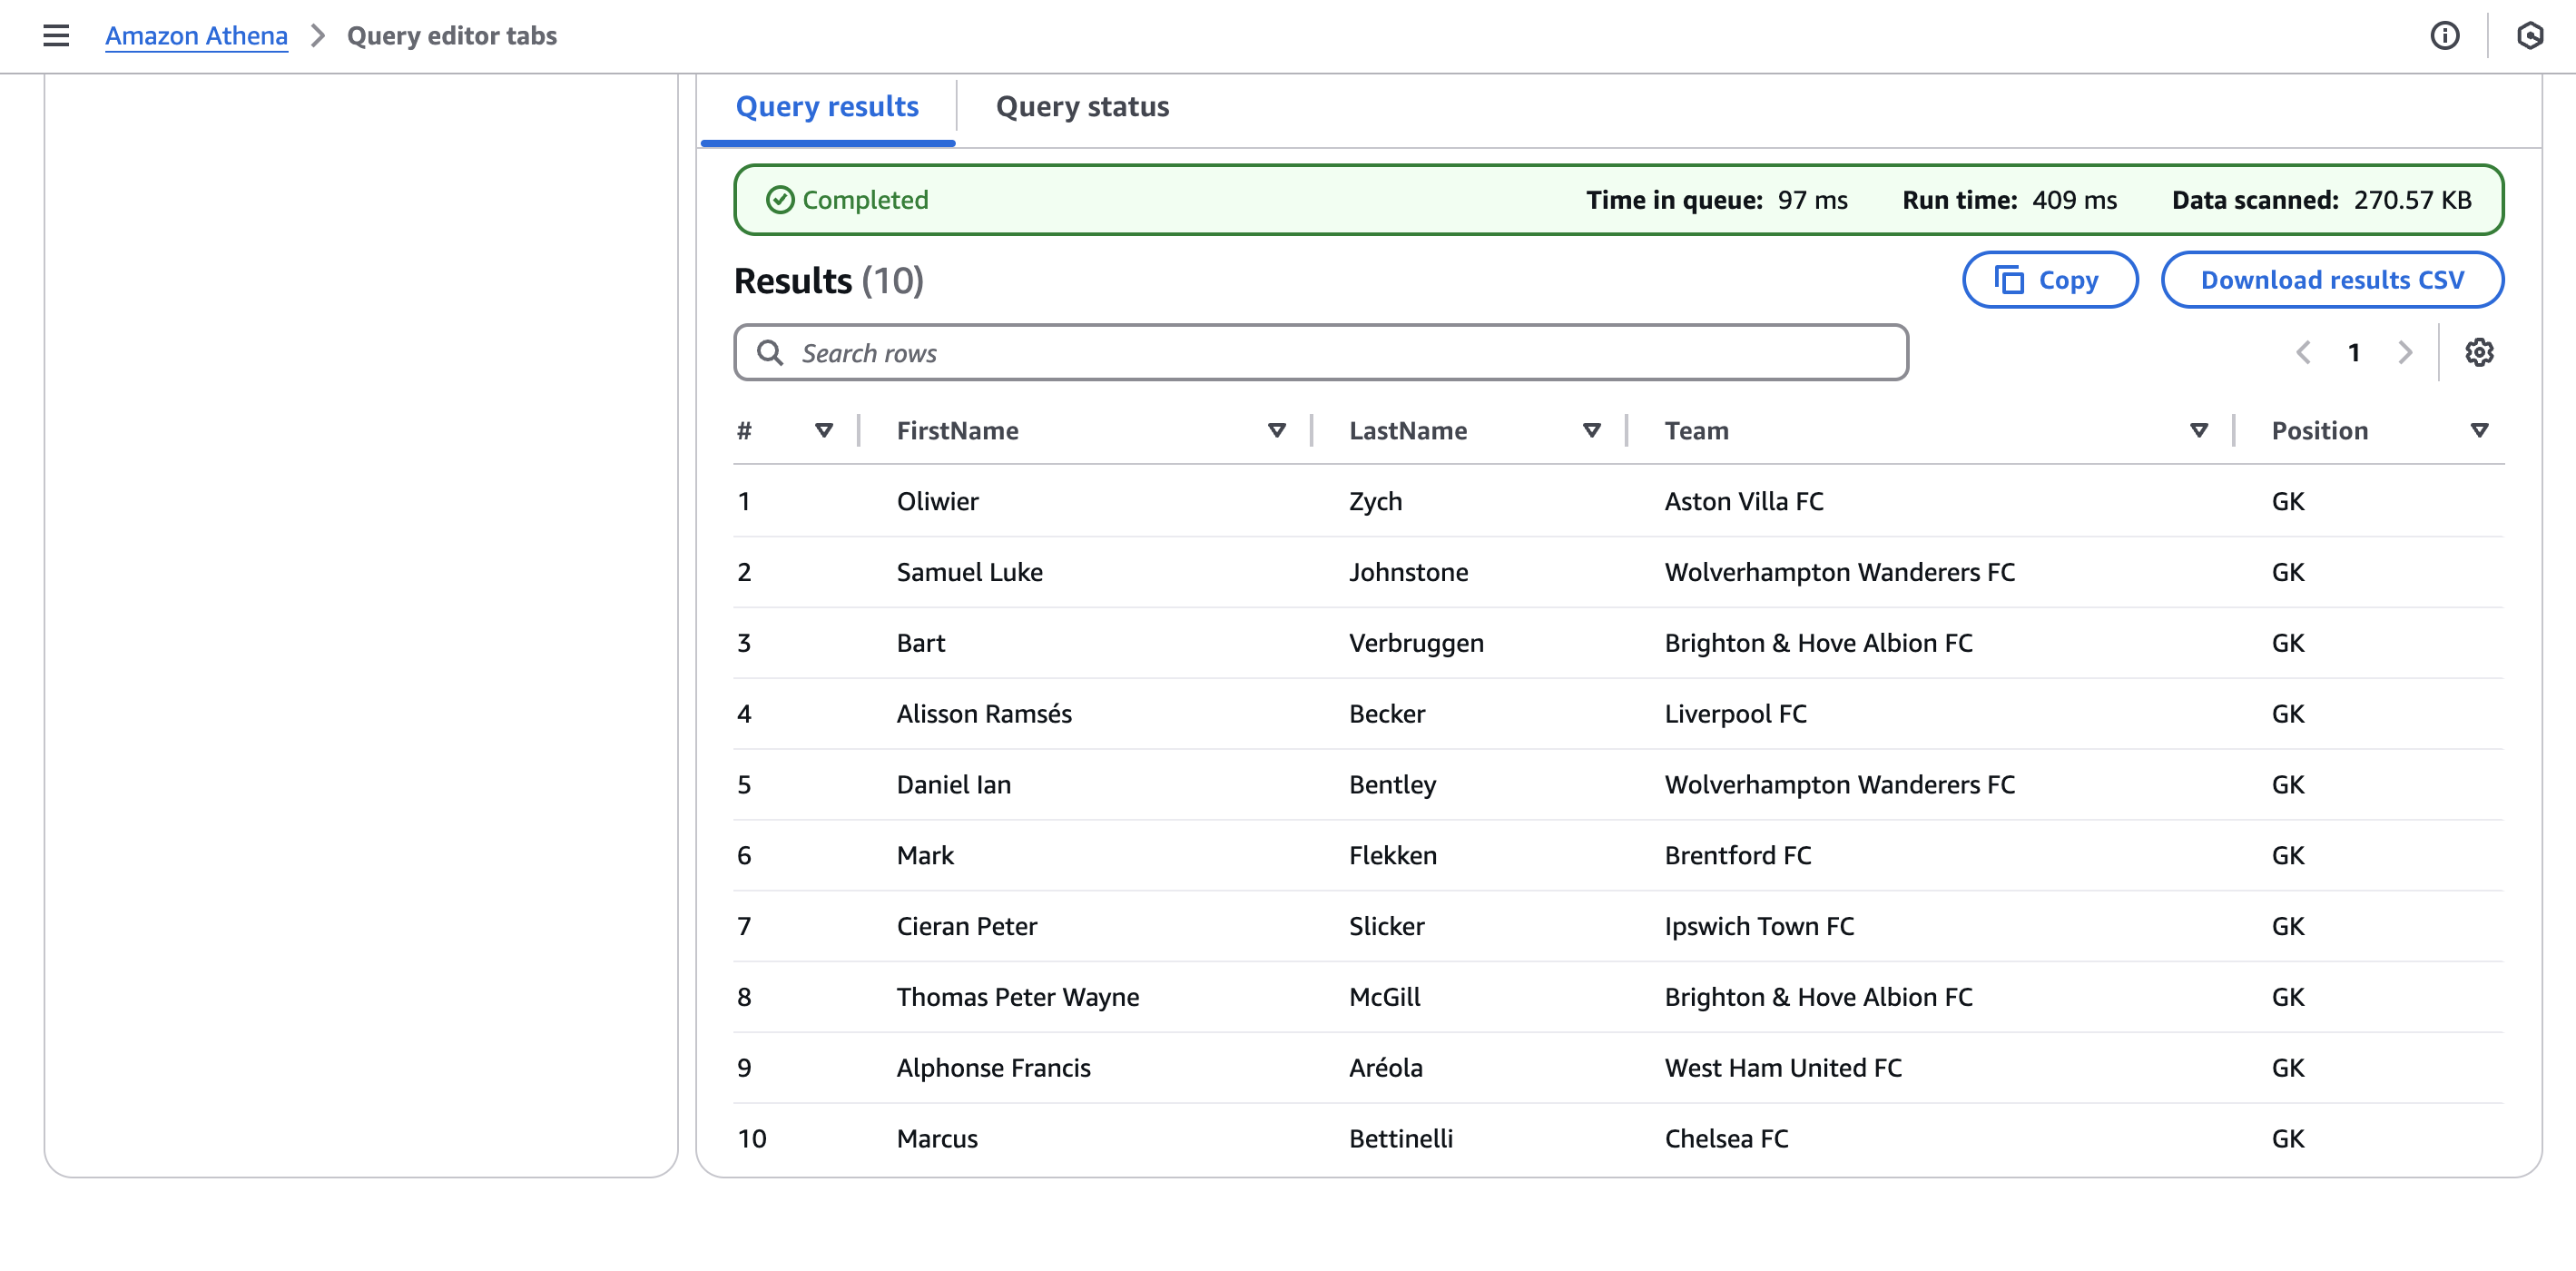 Amazon Athena > Query editor tabs
Query results Query status
Completed Time in queue: 97 ms Run time: 409 ms Data scanned: 270.57 KB
Results (10) Copy Download results CSV
Search rows 1
# FirstName LastName Team Position
1 Oliwier Zych Aston Villa FC GK
2 Samuel Luke Johnstone Wolverhampton Wanderers FC GK
3 Bart Verbruggen Brighton & Hove Albion FC GK
4 Alisson Ramsés Becker Liverpool FC GK
5 Daniel Ian Bentley Wolverhampton Wanderers FC GK
6 Mark Flekken Brentford FC GK
7 Cieran Peter Slicker Ipswich Town FC GK
8 Thomas Peter Wayne McGill Brighton & Hove Albion FC GK
9 Alphonse Francis Aréola West Ham United FC GK
10 Marcus Bettinelli Chelsea FC GK